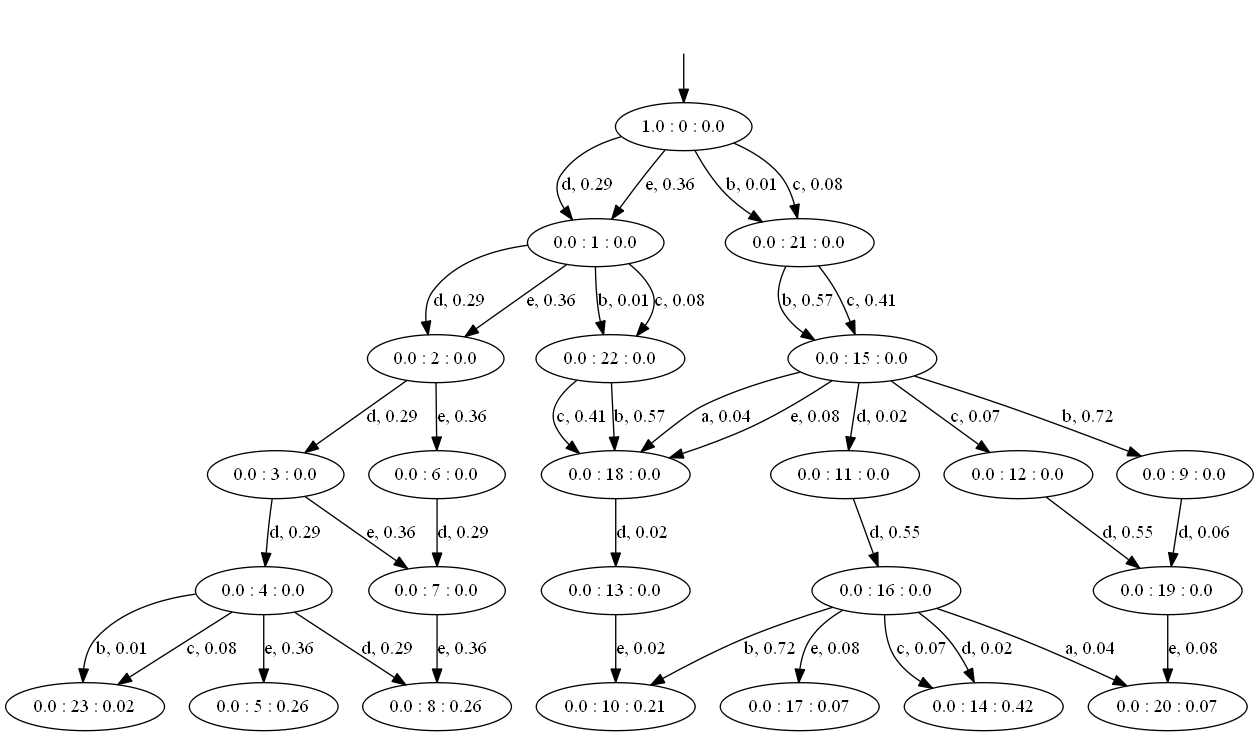 1.0 : 0 : 0.0
d, 0.29
e, 0.36
b, 0.01
c, 0.08
0.0 : 1 : 0.0
0.0 : 21 : 0.0
d, 0.29
e, 0.36
b, 0.01
c, 0.08
b, 0.57
c, 0.41
0.0 : 2 : 0.0
0.0 : 22 : 0.0
0.0 : 15 : 0.0
d, 0.29
e, 0.36
c, 0.41
b, 0.57
a, 0.04
e, 0.08
d, 0.02
c, 0.07
b, 0.72
0.0 : 3 : 0.0
0.0 : 6 : 0.0
0.0 : 18 : 0.0
0.0 : 11 : 0.0
0.0 : 12 : 0.0
0.0 : 9 : 0.0
d, 0.29
e, 0.36
d, 0.29
d, 0.02
d, 0.55
d, 0.55
d, 0.06
0.0 : 4 : 0.0
0.0 : 7 : 0.0
0.0 : 13 : 0.0
0.0 : 16 : 0.0
0.0 : 19 : 0.0
b, 0.01
c, 0.08
e, 0.36
d, 0.29
e, 0.36
e, 0.02
b, 0.72
e, 0.08
c, 0.07
d, 0.02
a, 0.04
e, 0.08
0.0 : 23 : 0.02
0.0 : 5 : 0.26
0.0 : 8 : 0.26
0.0 : 10 : 0.21
0.0 : 17 : 0.07
0.0 : 14 : 0.42
0.0 : 20 : 0.07